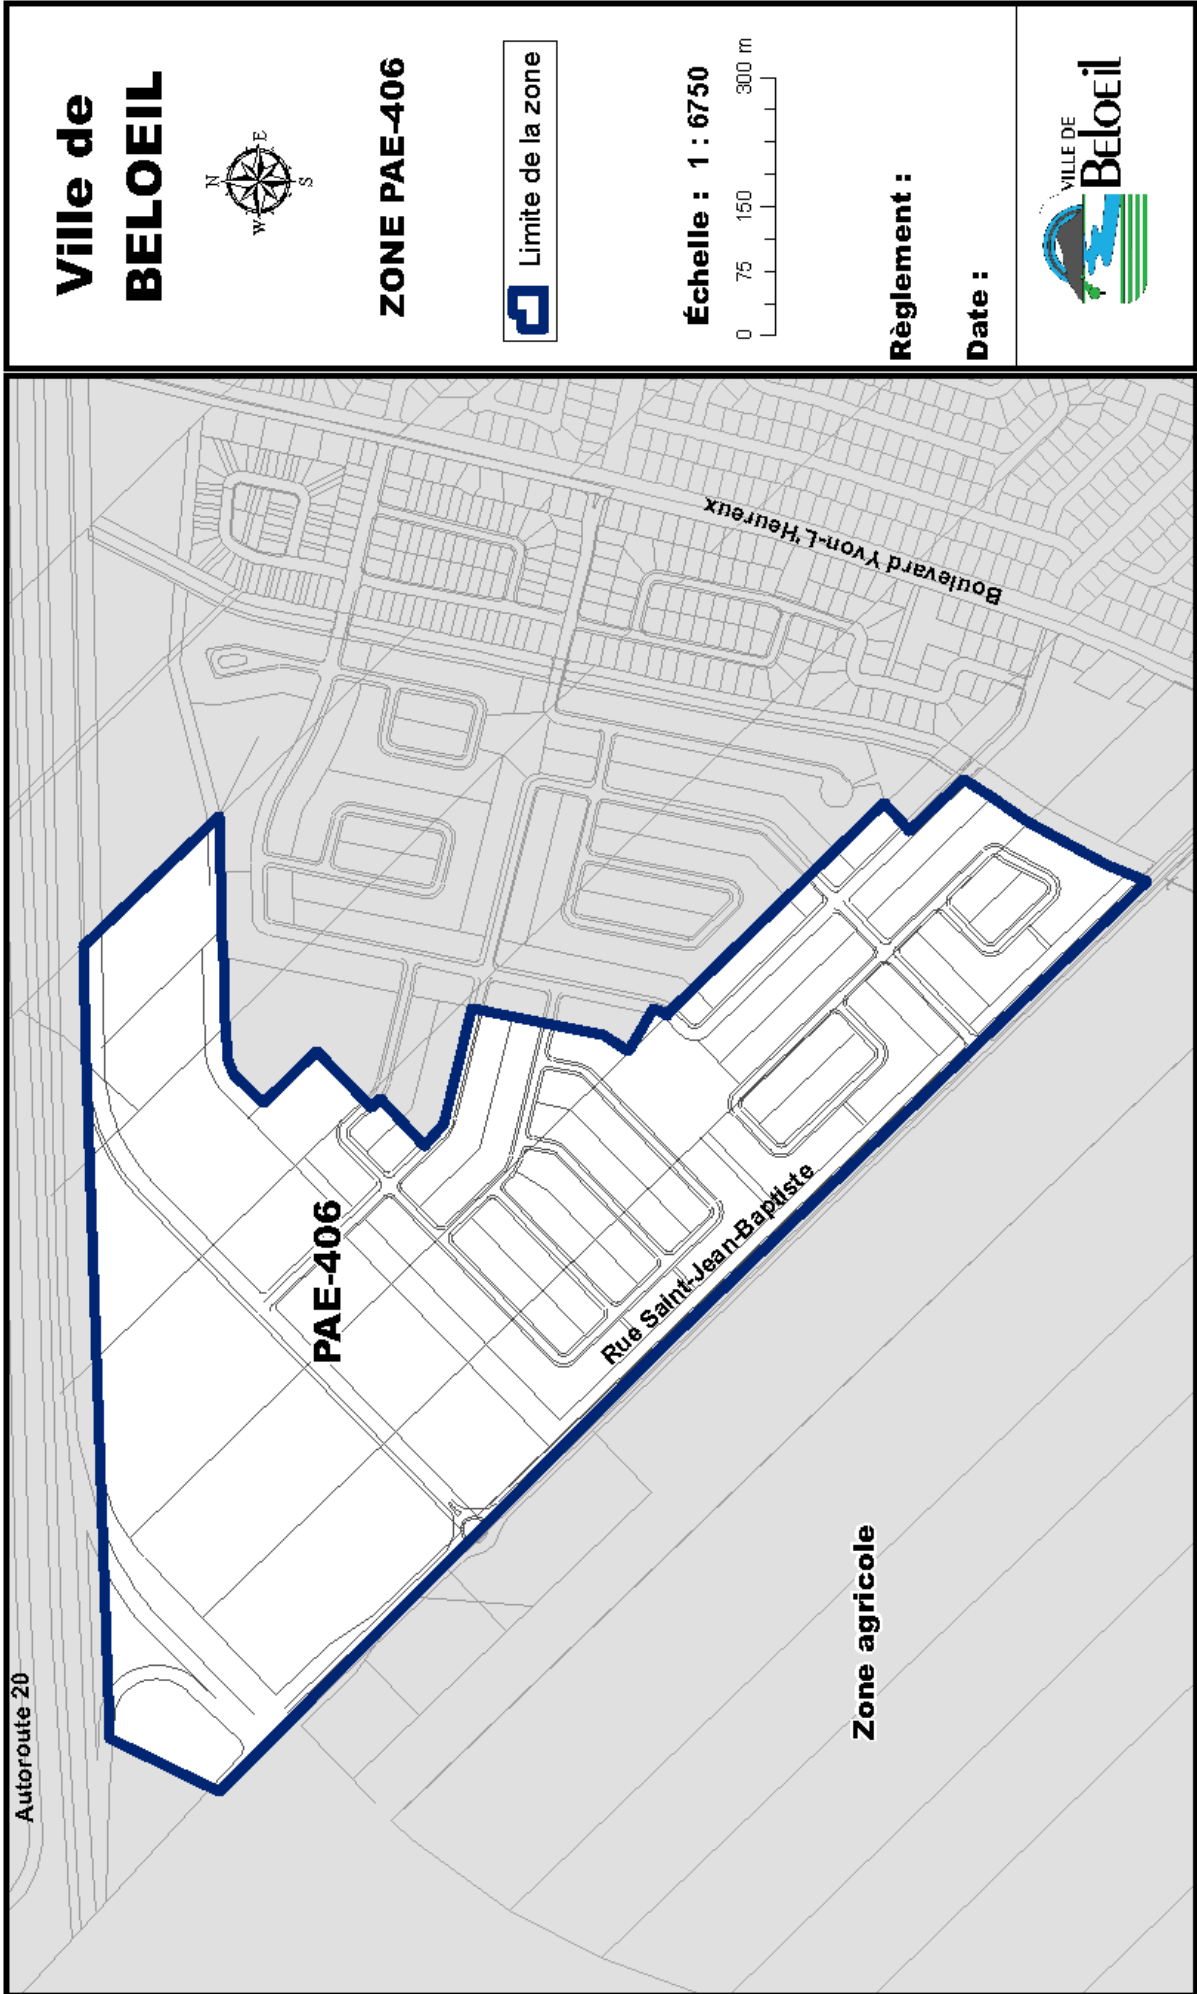 Ville de
BELOEIL
N
W
E
S
ZONE PAE-406
Limite de la zone
Échelle : 1 : 6750
0 75 150 300 m
Règlement :
Date :
VILLE DE
BelOEil
Autoroute 20
PAE-406
Rue Saint-Jean-Baptiste
Boulevard Yvon-L'Heureux
Zone agricole